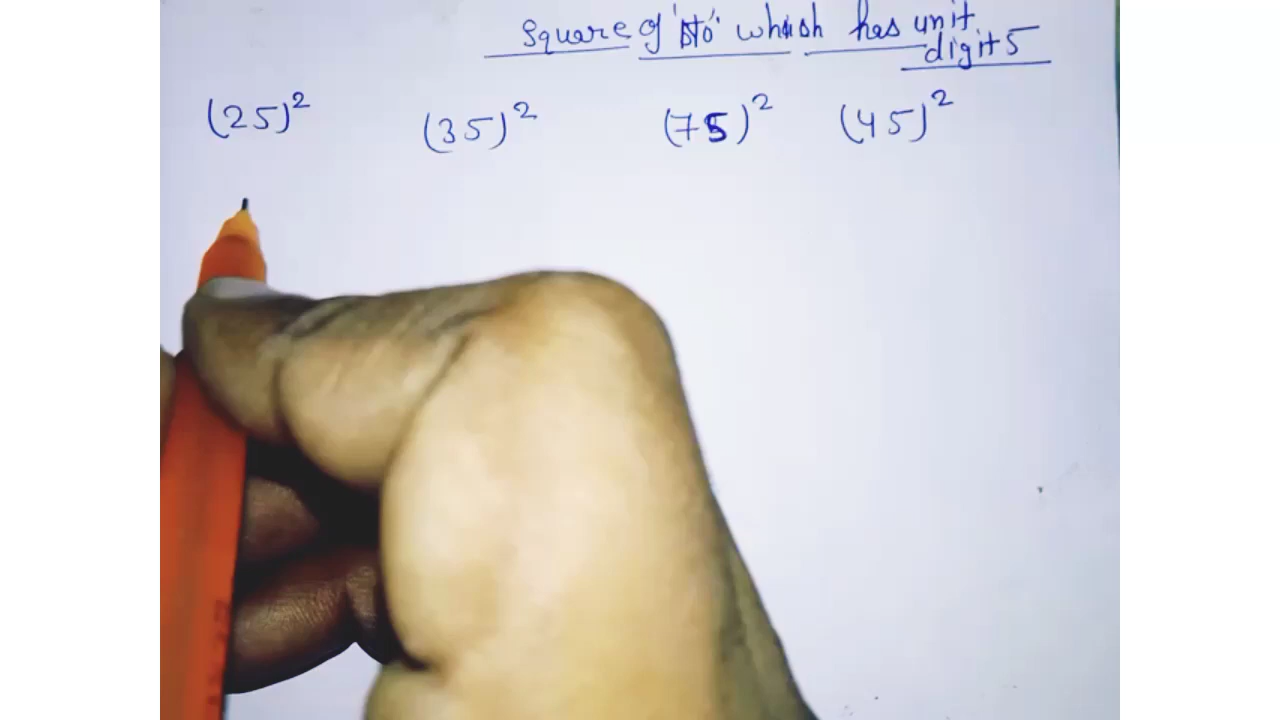 Square of 'No' which has unit
digit 5
(25)² (35)² (75)² (45)²